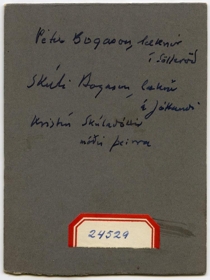 Pétur Bogason, læknir
í Sölleröd
Skúli Bogason, læknir
á Jótlandi
Kristín Skúladóttir
móðir þeirra
24529